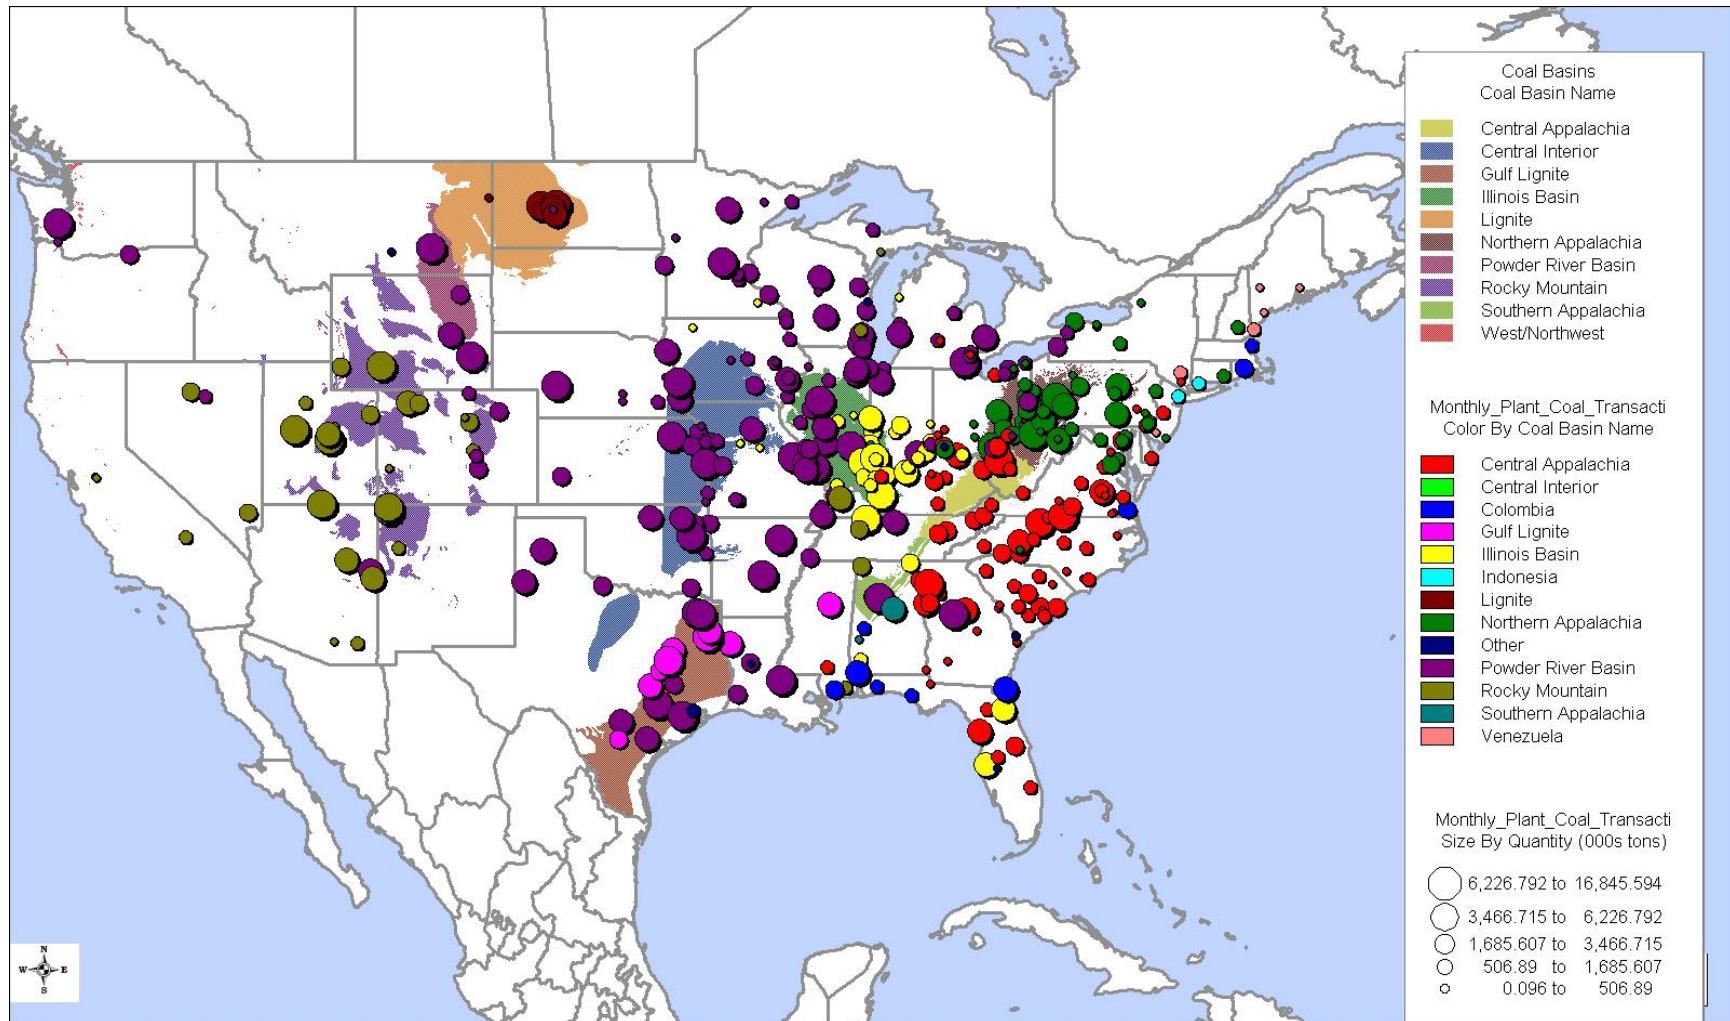 Coal Basins
Coal Basin Name
Central Appalachia
Central Interior
Gulf Lignite
Illinois Basin
Lignite
Northern Appalachia
Powder River Basin
Rocky Mountain
Southern Appalachia
West/Northwest
Monthly_Plant_Coal_Transacti
Color By Coal Basin Name
Central Appalachia
Central Interior
Colombia
Gulf Lignite
Illinois Basin
Indonesia
Lignite
Northern Appalachia
Other
Powder River Basin
Rocky Mountain
Southern Appalachia
Venezuela
Monthly_Plant_Coal_Transacti
Size By Quantity (000s tons)
6,226.792 to 16,845.594
3,466.715 to 6,226.792
1,685.607 to 3,466.715
506.89 to 1,685.607
0.096 to 506.89
N
W E
S